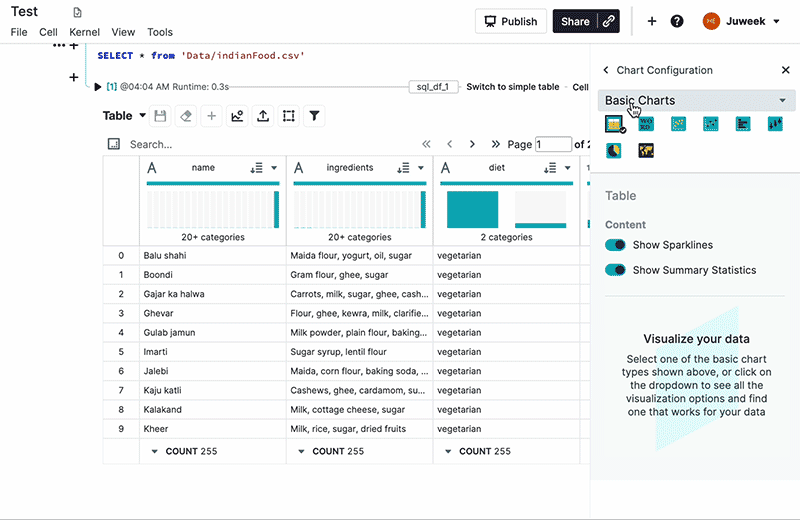 Test
File Cell Kernel View Tools
Publish
Share
Juweek
SELECT * from 'Data/indianFood.csv'
[1] @04:04 AM Runtime: 0.3s
sql_df_1
Switch to simple table
Cell
Table
Search...
Page 1 of 2
name ingredients diet
20+ categories 20+ categories 2 categories
0 Balu shahi Maida flour, yogurt, oil, sugar vegetarian
1 Boondi Gram flour, ghee, sugar vegetarian
2 Gajar ka halwa Carrots, milk, sugar, ghee, cash... vegetarian
3 Ghevar Flour, ghee, kewra, milk, clarifie... vegetarian
4 Gulab jamun Milk powder, plain flour, baking... vegetarian
5 Imarti Sugar syrup, lentil flour vegetarian
6 Jalebi Maida, corn flour, baking soda, ... vegetarian
7 Kaju katli Cashews, ghee, cardamom, su... vegetarian
8 Kalakand Milk, cottage cheese, sugar vegetarian
9 Kheer Milk, rice, sugar, dried fruits vegetarian
COUNT 255 COUNT 255 COUNT 255
Chart Configuration
Basic Charts
Table
Content
Show Sparklines
Show Summary Statistics
Visualize your data
Select one of the basic chart
types shown above, or click on
the dropdown to see all the
visualization options and find
one that works for your data